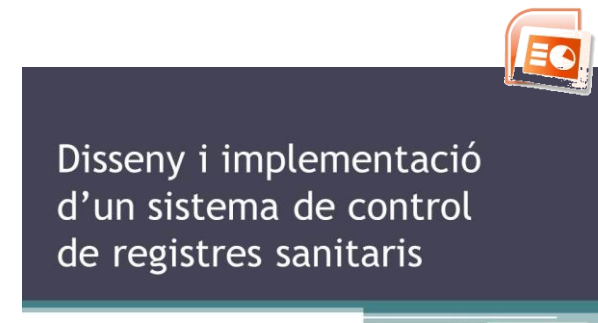 Disseny i implementació
d'un sistema de control
de registres sanitaris